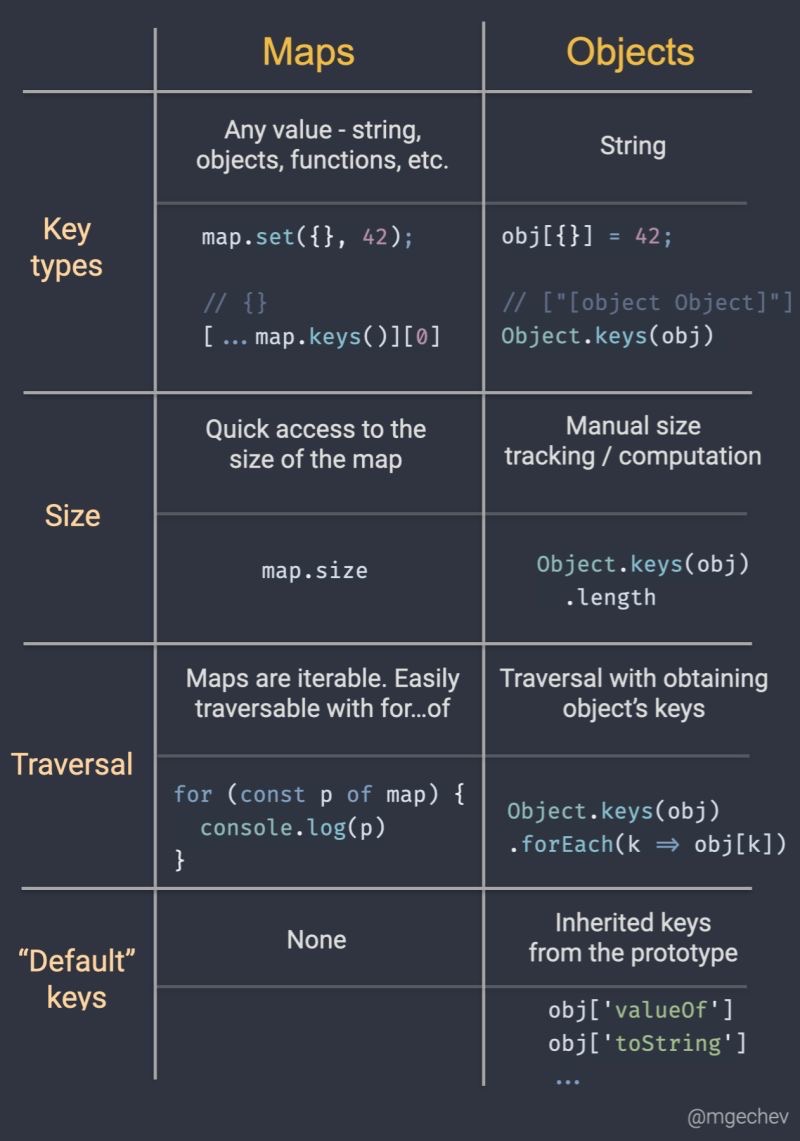 Maps
Objects
Key
types
Any value - string,
objects, functions, etc.
String
map.set({}, 42);
// {}
[ ... map.keys()][0]
obj[{}] = 42;
// ["[object Object]"]
Object.keys(obj)
Size
Quick access to the
size of the map
Manual size
tracking / computation
map.size
Object.keys(obj)
.length
Traversal
Maps are iterable. Easily
traversable with for...of
Traversal with obtaining
object’s keys
for (const p of map) {
console.log(p)
}
Object.keys(obj)
.forEach(k => obj[k])
“Default”
keys
None
Inherited keys
from the prototype
obj['valueOf']
obj['toString']
...
@mgechev